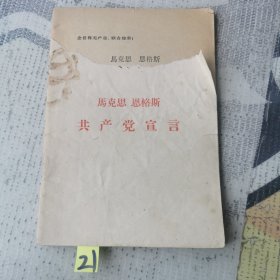 全世界无产者，联合起来！
馬克思 恩格斯
馬克思 恩格斯
共产党宣言
21